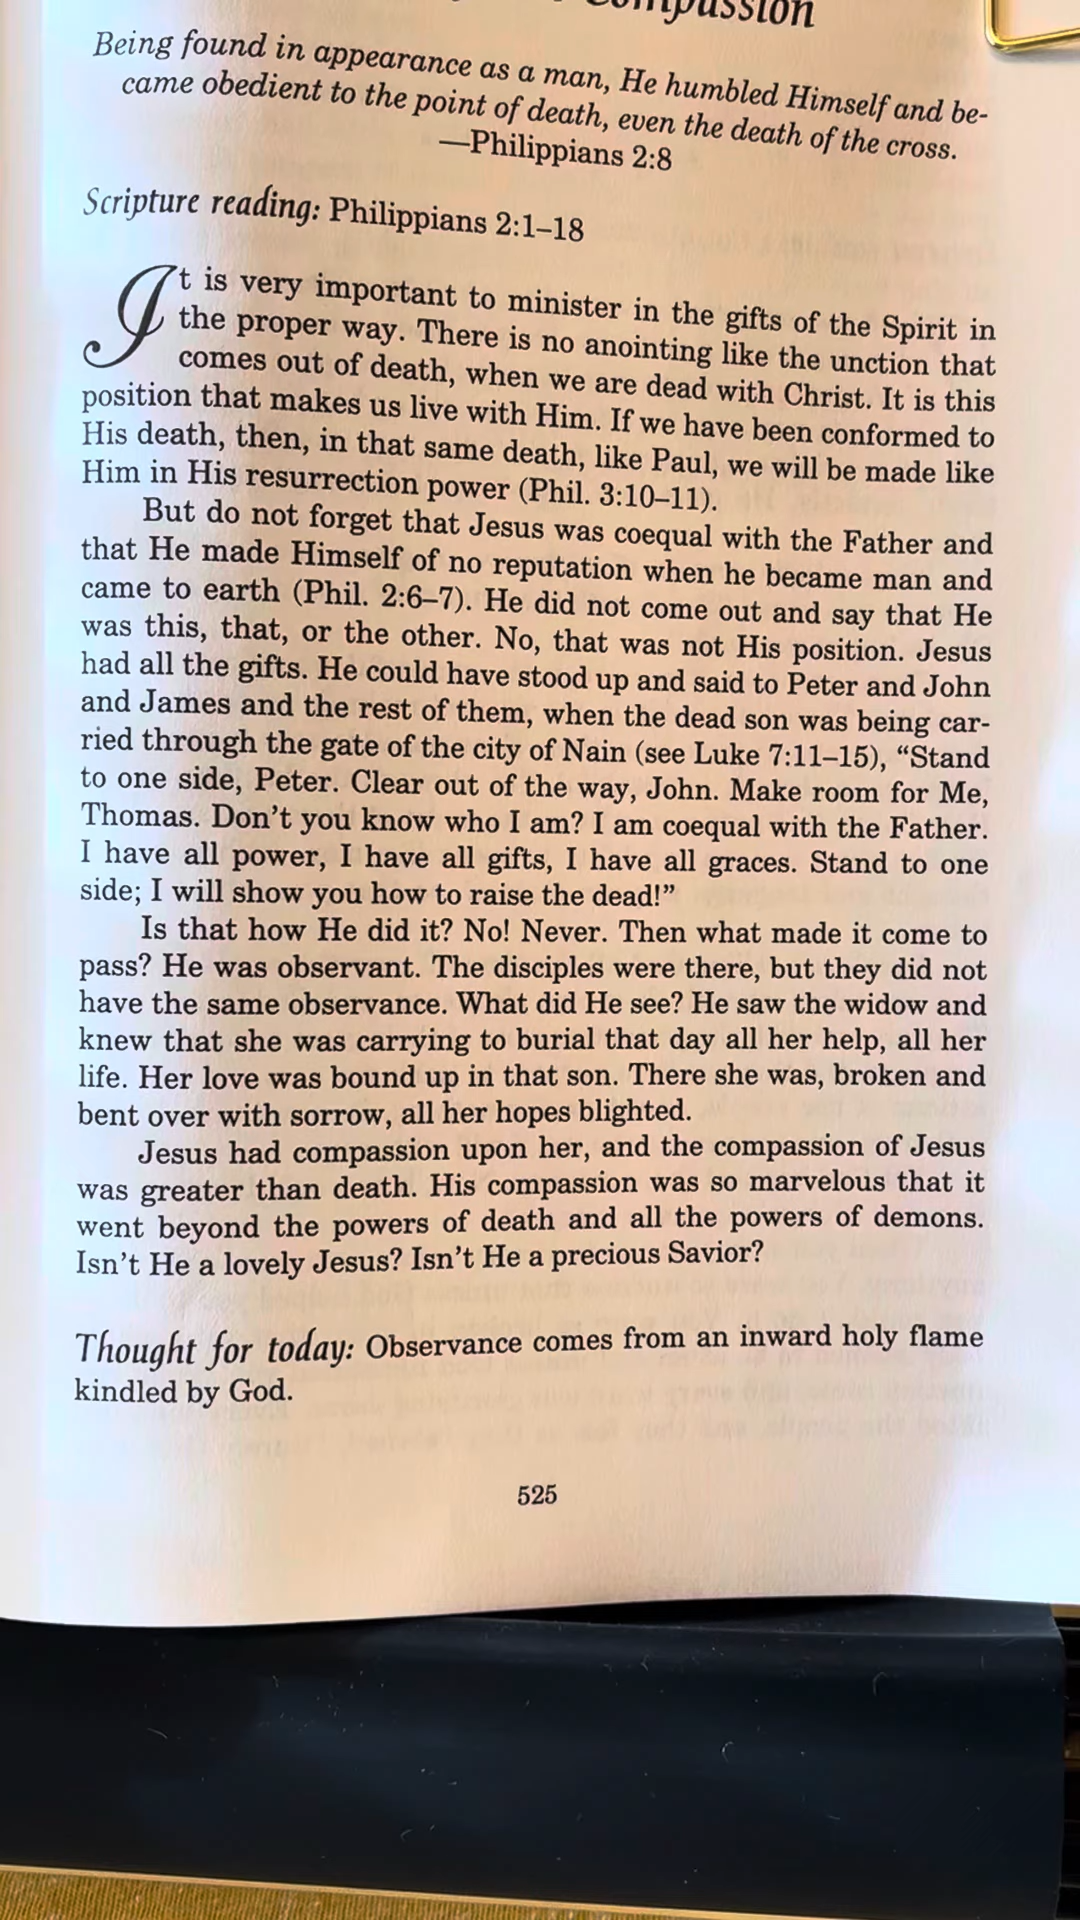 Compassion
Being found in appearance as a man, He humbled Himself and be-
came obedient to the point of death, even the death of the cross.
—Philippians 2:8
Scripture reading: Philippians 2:1–18
It is very important to minister in the gifts of the Spirit in
the proper way. There is no anointing like the unction that
comes out of death, when we are dead with Christ. It is this
position that makes us live with Him. If we have been conformed to
His death, then, in that same death, like Paul, we will be made like
Him in His resurrection power (Phil. 3:10–11).
But do not forget that Jesus was coequal with the Father and
that He made Himself of no reputation when he became man and
came to earth (Phil. 2:6–7). He did not come out and say that He
was this, that, or the other. No, that was not His position. Jesus
had all the gifts. He could have stood up and said to Peter and John
and James and the rest of them, when the dead son was being car-
ried through the gate of the city of Nain (see Luke 7:11–15), “Stand
to one side, Peter. Clear out of the way, John. Make room for Me,
Thomas. Don’t you know who I am? I am coequal with the Father.
I have all power, I have all gifts, I have all graces. Stand to one
side; I will show you how to raise the dead!”
Is that how He did it? No! Never. Then what made it come to
pass? He was observant. The disciples were there, but they did not
have the same observance. What did He see? He saw the widow and
knew that she was carrying to burial that day all her help, all her
life. Her love was bound up in that son. There she was, broken and
bent over with sorrow, all her hopes blighted.
Jesus had compassion upon her, and the compassion of Jesus
was greater than death. His compassion was so marvelous that it
went beyond the powers of death and all the powers of demons.
Isn’t He a lovely Jesus? Isn’t He a precious Savior?
Thought for today: Observance comes from an inward holy flame
kindled by God.
525